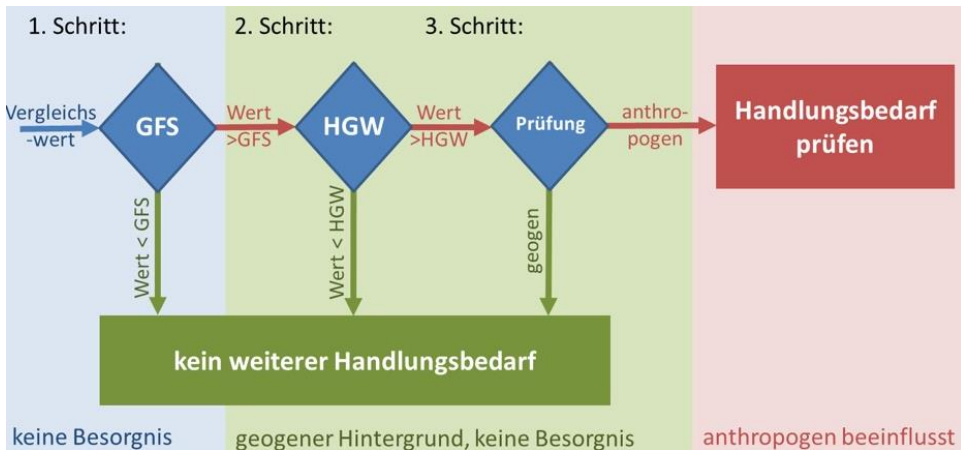 1. Schritt:
2. Schritt:
3. Schritt:
Vergleichs
-wert
GFS
Wert
>GFS
HGW
Wert
>HGW
Prüfung
anthro-
pogen
Handlungsbedarf
prüfen
Wert < GFS
Wert < HGW
geogen
kein weiterer Handlungsbedarf
keine Besorgnis
geogener Hintergrund, keine Besorgnis
anthropogen beeinflusst